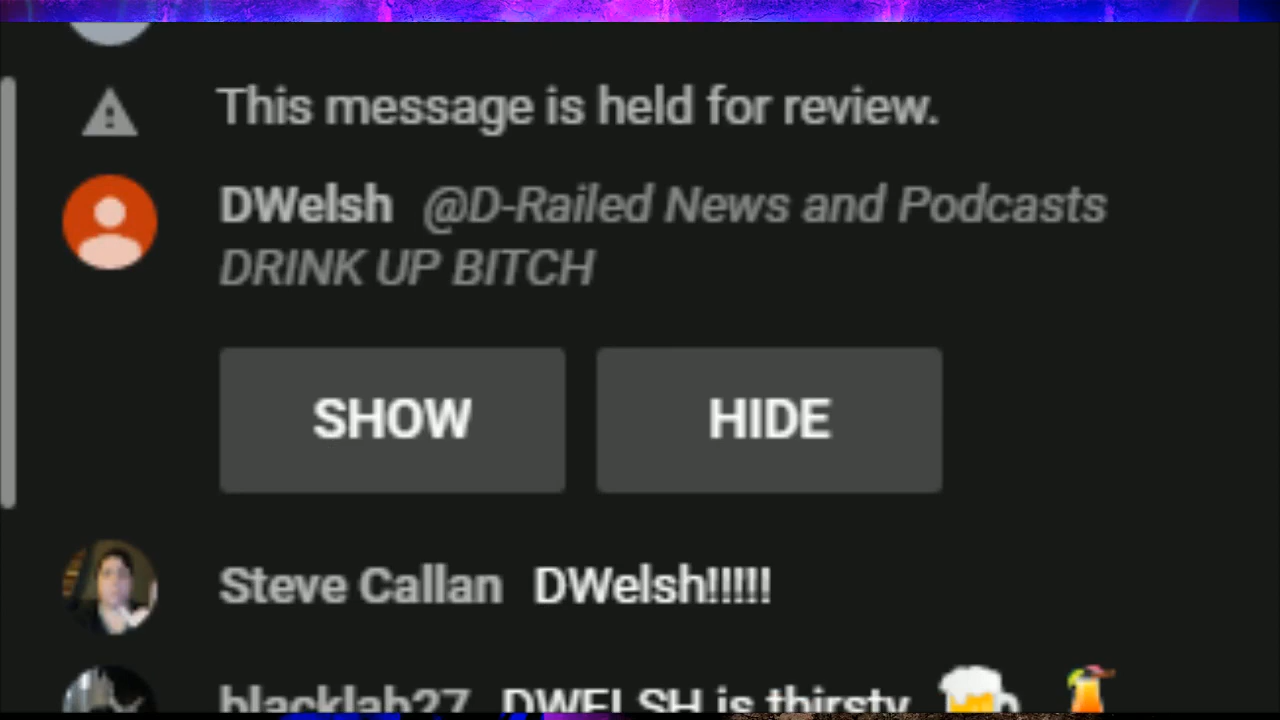 This message is held for review.
DWelsh @D-Railed News and Podcasts
DRINK UP BITCH
SHOW HIDE
Steve Callan DWelsh!!!!!
blacklab27 DWELSH is thirsty